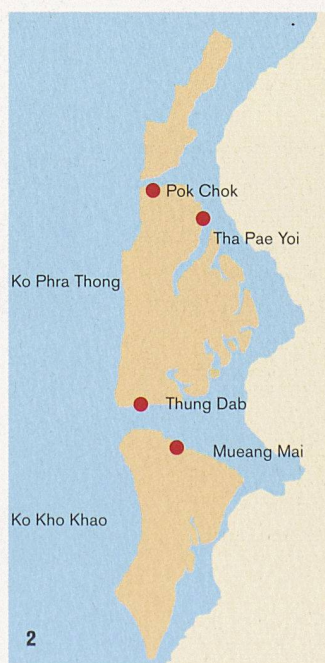 Pok Chok
Tha Pae Yoi
Ko Phra Thong
Thung Dab
Mueang Mai
Ko Kho Khao
2